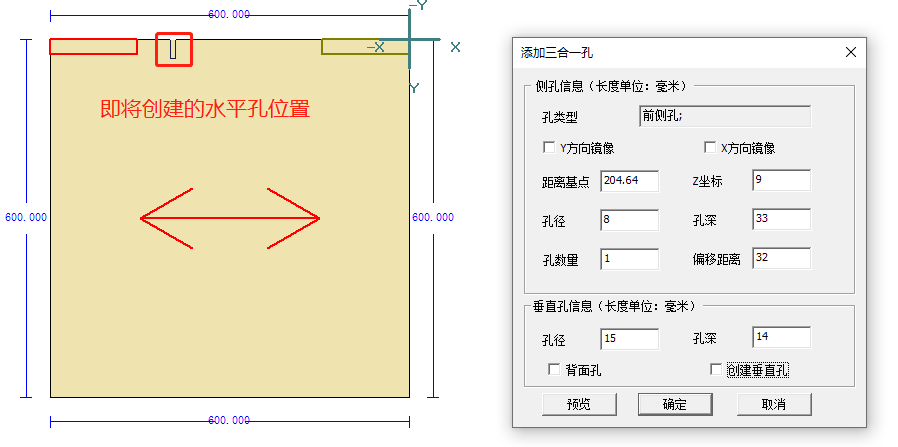 600.000
-Y
-X
X
Y
即将创建的水平孔位置
600.000
600.000
600.000
添加三合一孔
侧孔信息（长度单位：毫米）
孔类型
前侧孔;
Y方向镜像
X方向镜像
距离基点
204.64
Z坐标
9
孔径
8
孔深
33
孔数量
1
偏移距离
32
垂直孔信息（长度单位：毫米）
孔径
15
孔深
14
背面孔
创建垂直孔
预览
确定
取消